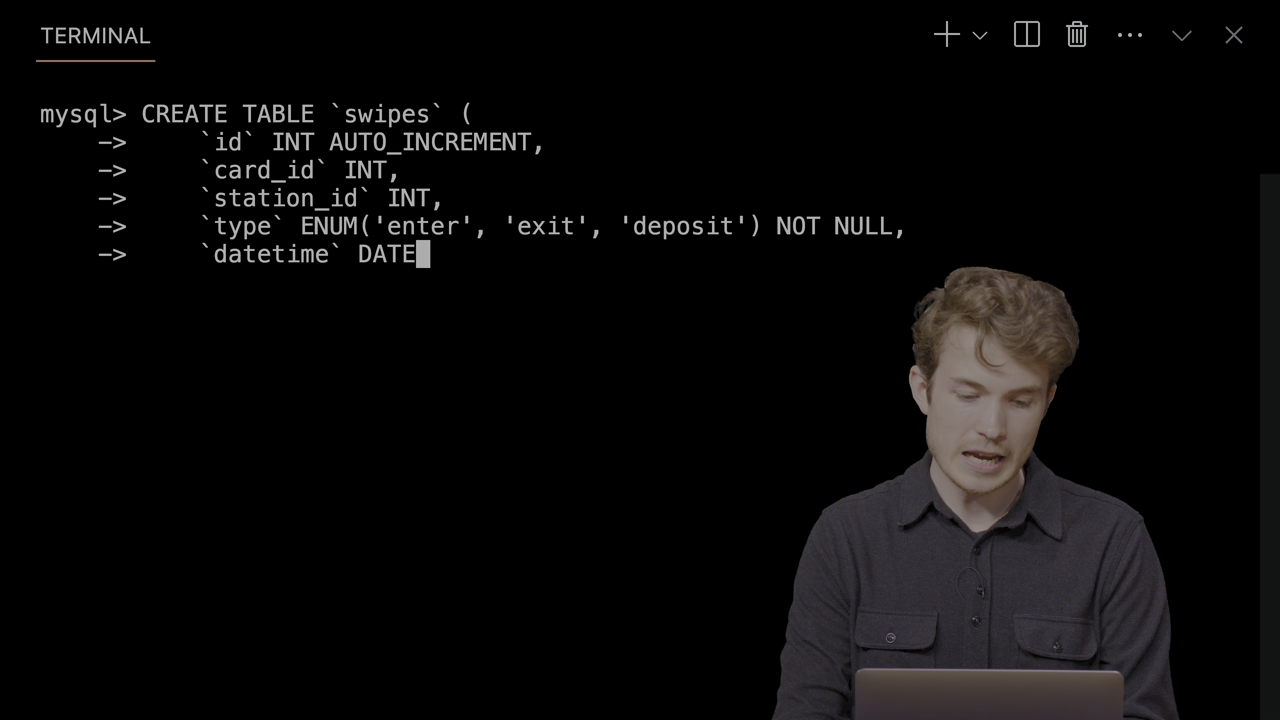 TERMINAL
mysql> CREATE TABLE `swipes` (
    ->     `id` INT AUTO_INCREMENT,
    ->     `card_id` INT,
    ->     `station_id` INT,
    ->     `type` ENUM('enter', 'exit', 'deposit') NOT NULL,
    ->     `datetime` DATE